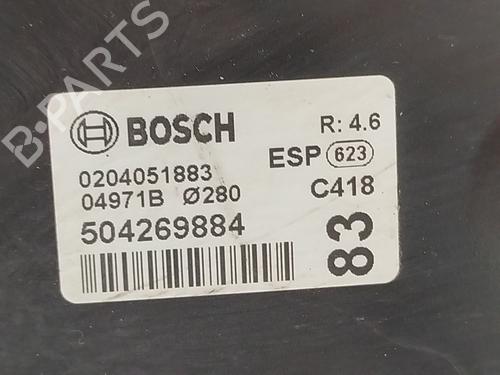 BOSCH
R: 4.6
ESP 623
0204051883
04971B Ø280
C418
504269884
83
B-PARTS